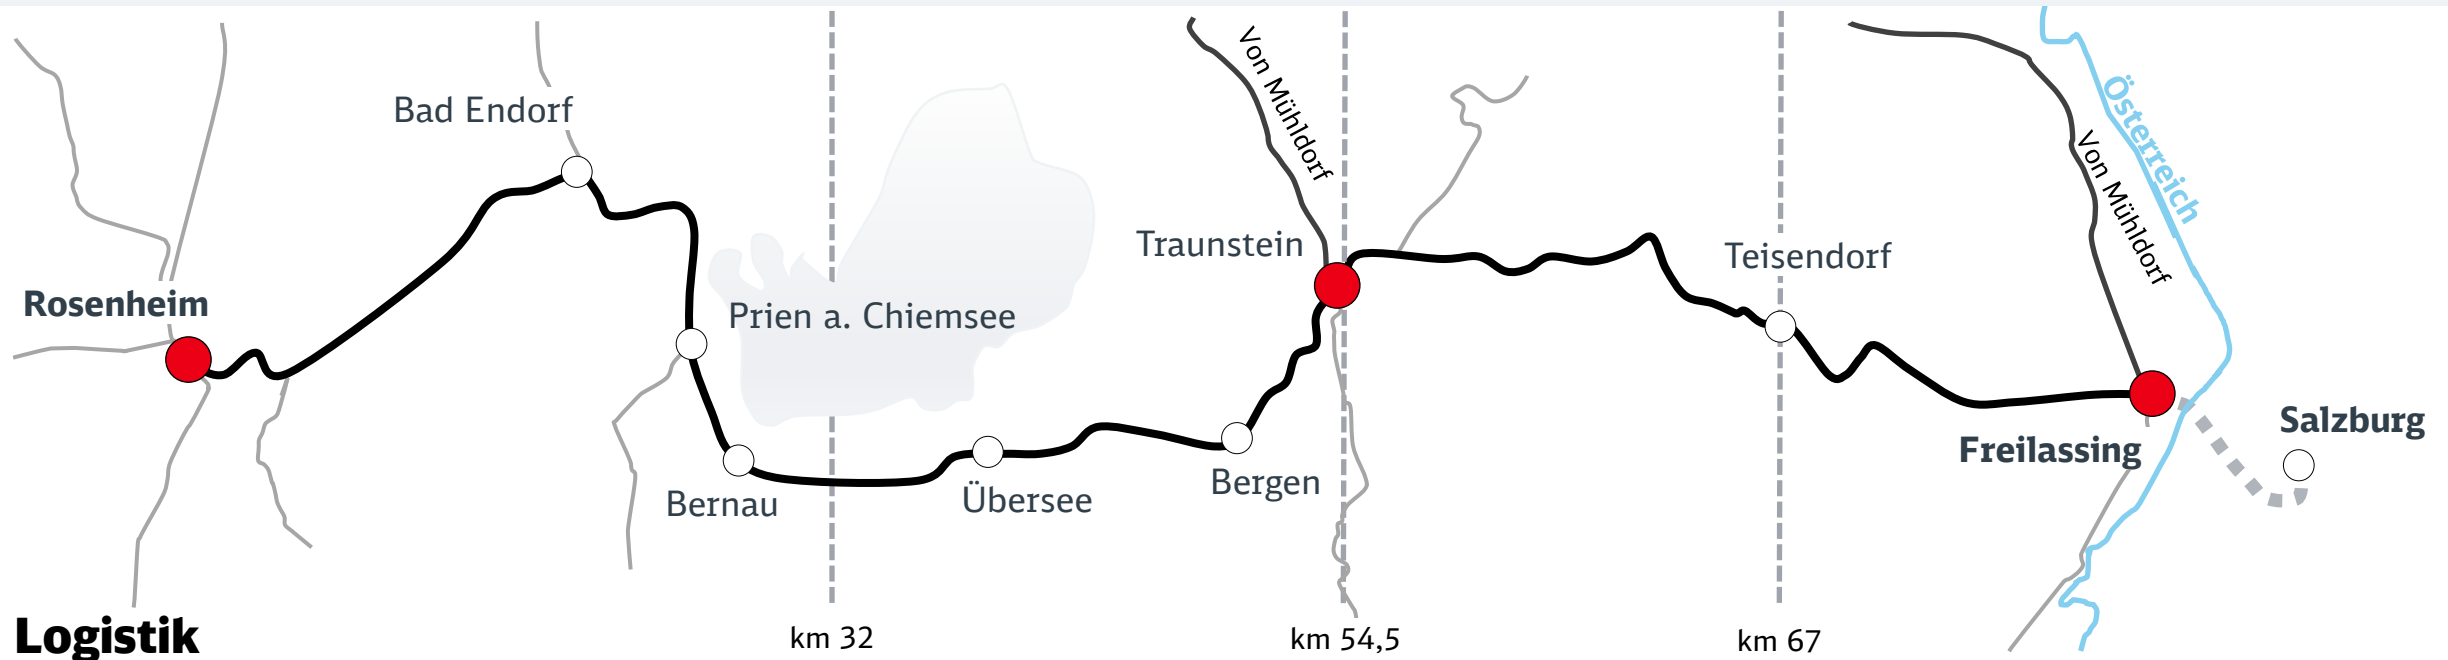 Von Mühldorf
Österreich
Bad Endorf
Von Mühldorf
Traunstein
Teisendorf
Rosenheim
Prien a. Chiemsee
Salzburg
Freilassing
Bergen
Bernau
Übersee
Logistik
km 32
km 54,5
km 67